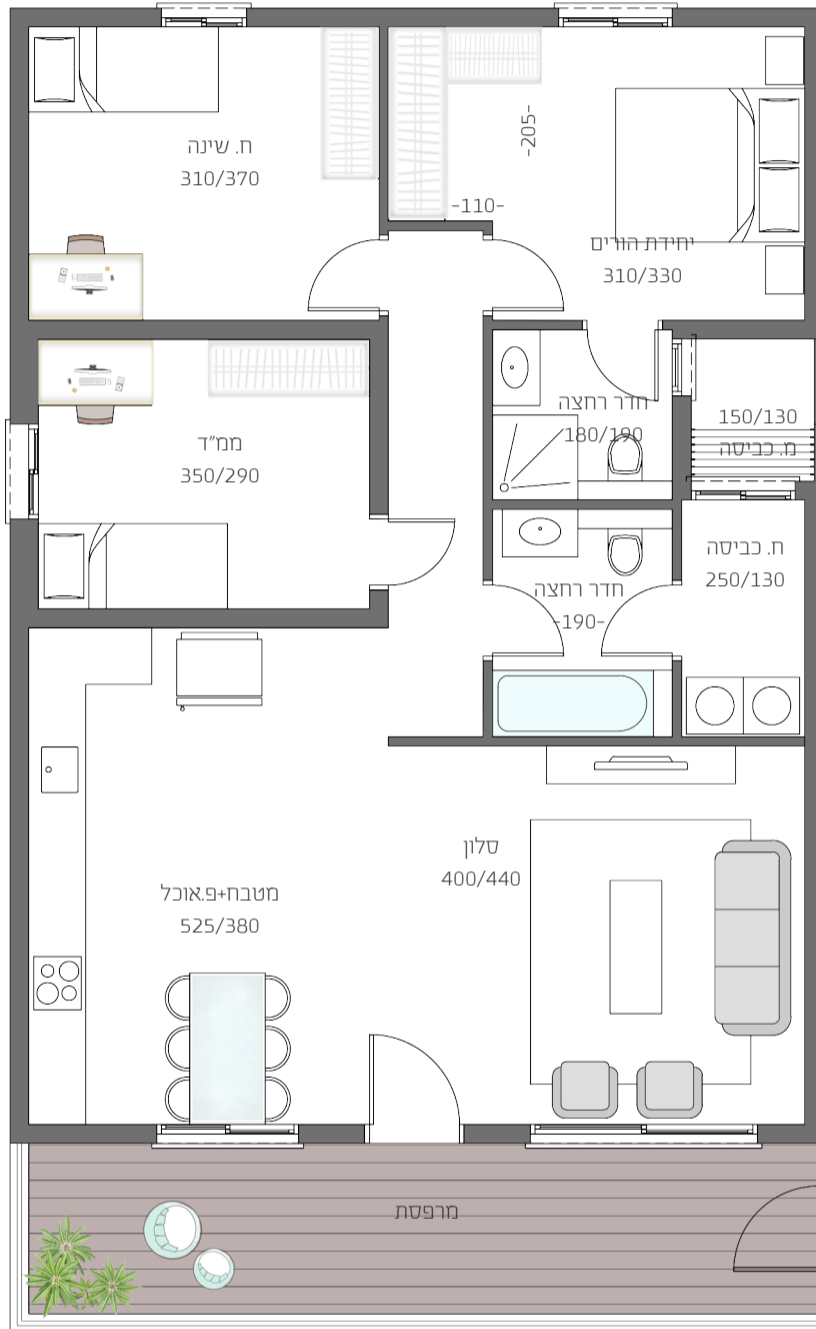 ח. שינה
310/370
-205-
-110-
יחידת הורים
310/330
ממ"ד
350/290
חדר רחצה
180/190
150/130
מ. כביסה
ח. כביסה
250/130
חדר רחצה
-190-
סלון
400/440
מטבח+פ.אוכל
525/380
מרפסת